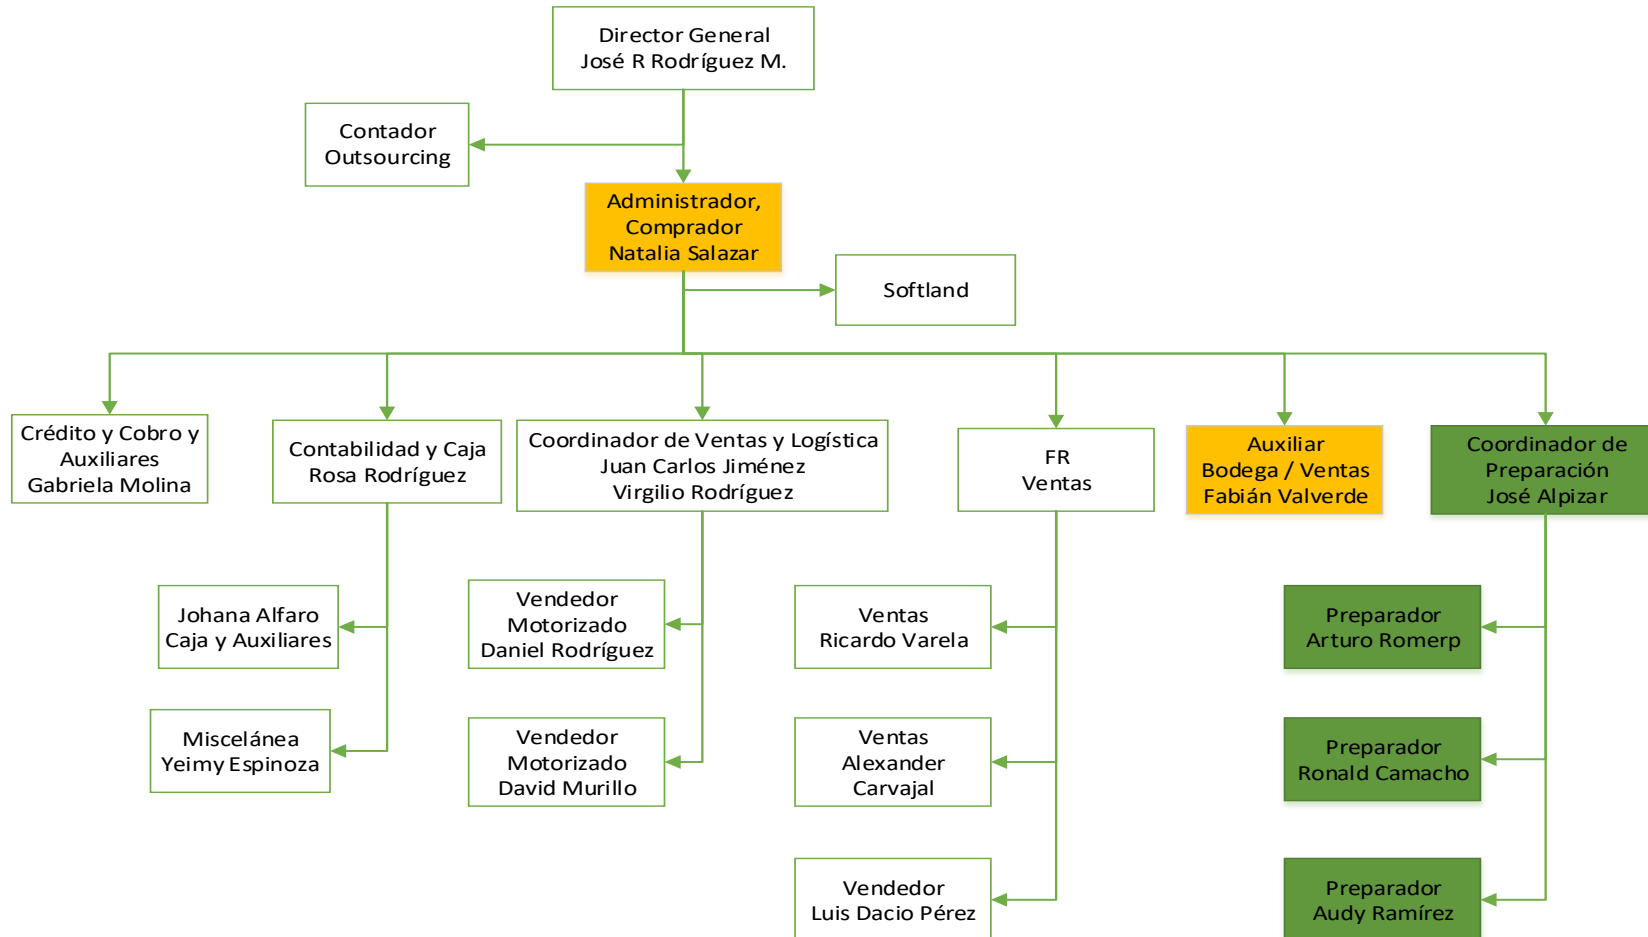 Director General
José R Rodríguez M.
Contador
Outsourcing
Administrador,
Comprador
Natalia Salazar
Softland
Crédito y Cobro y
Auxiliares
Gabriela Molina
Contabilidad y Caja
Rosa Rodríguez
Coordinador de Ventas y Logística
Juan Carlos Jiménez
Virgilio Rodríguez
FR
Ventas
Auxiliar
Bodega / Ventas
Fabián Valverde
Coordinador de
Preparación
José Alpizar
Johana Alfaro
Caja y Auxiliares
Vendedor
Motorizado
Daniel Rodríguez
Ventas
Ricardo Varela
Preparador
Arturo Romerp
Miscelánea
Yeimy Espinoza
Vendedor
Motorizado
David Murillo
Ventas
Alexander
Carvajal
Preparador
Ronald Camacho
Vendedor
Luis Dacio Pérez
Preparador
Audy Ramírez